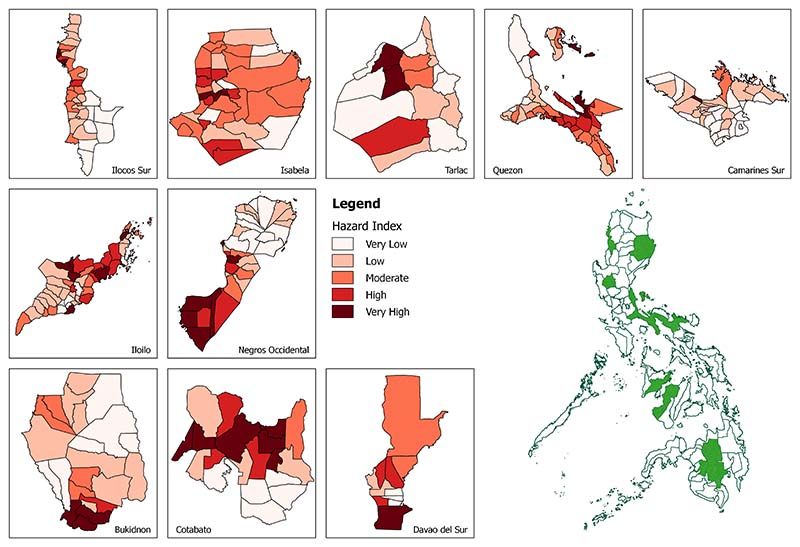 Ilocos Sur
Isabela
Tarlac
Quezon
Camarines Sur
Iloilo
Negros Occidental
Legend
Hazard Index
Very Low
Low
Moderate
High
Very High
Bukidnon
Cotabato
Davao del Sur